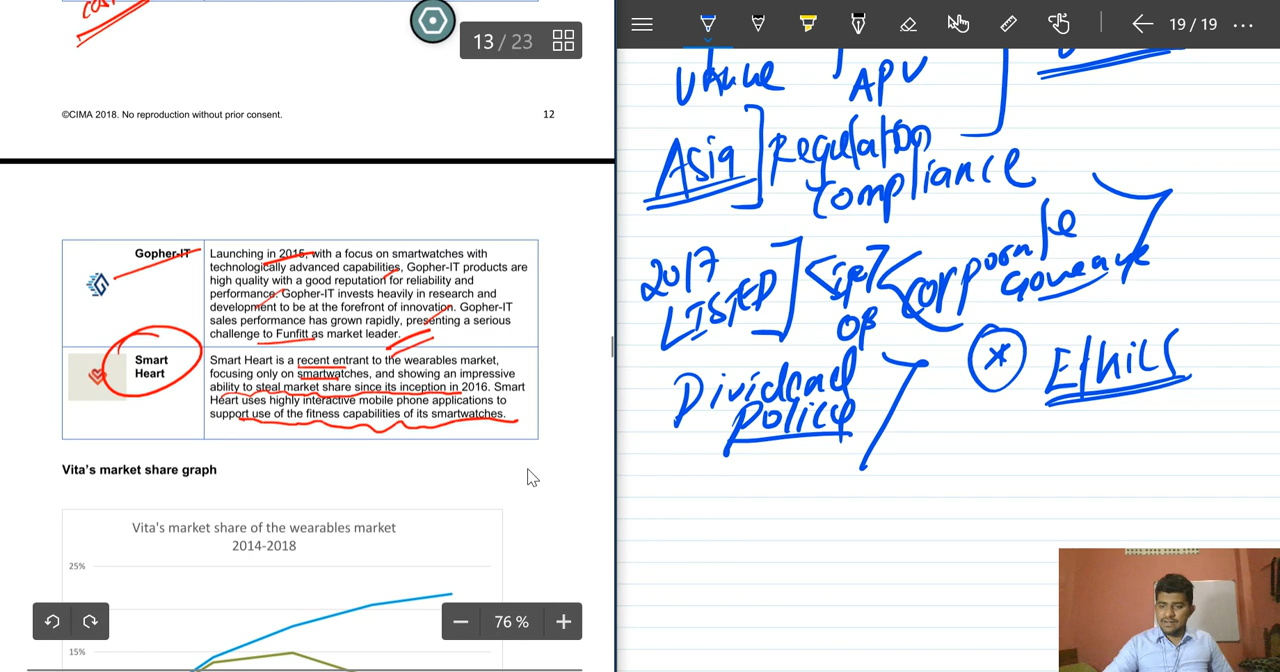 cost
13 / 23
©CIMA 2018. No reproduction without prior consent.
12
Gopher-IT
Launching in 2015, with a focus on smartwatches with
technologically advanced capabilities, Gopher-IT products are
high quality with a good reputation for reliability and
performance. Gopher-IT invests heavily in research and
development to be at the forefront of innovation. Gopher-IT
sales performance has grown rapidly, presenting a serious
challenge to Funfitt as market leader.
Smart
Heart
Smart Heart is a recent entrant to the wearables market,
focusing only on smartwatches, and showing an impressive
ability to steal market share since its inception in 2016. Smart
Heart uses highly interactive mobile phone applications to
support use of the fitness capabilities of its smartwatches.
Vita's market share graph
Vita's market share of the wearables market
2014-2018
25%
15%
76 %
19 / 19
Value
APV
Asia
Regulation
Compliance
2017
LISTED
Corporate
Dividend
Policy
Ethics